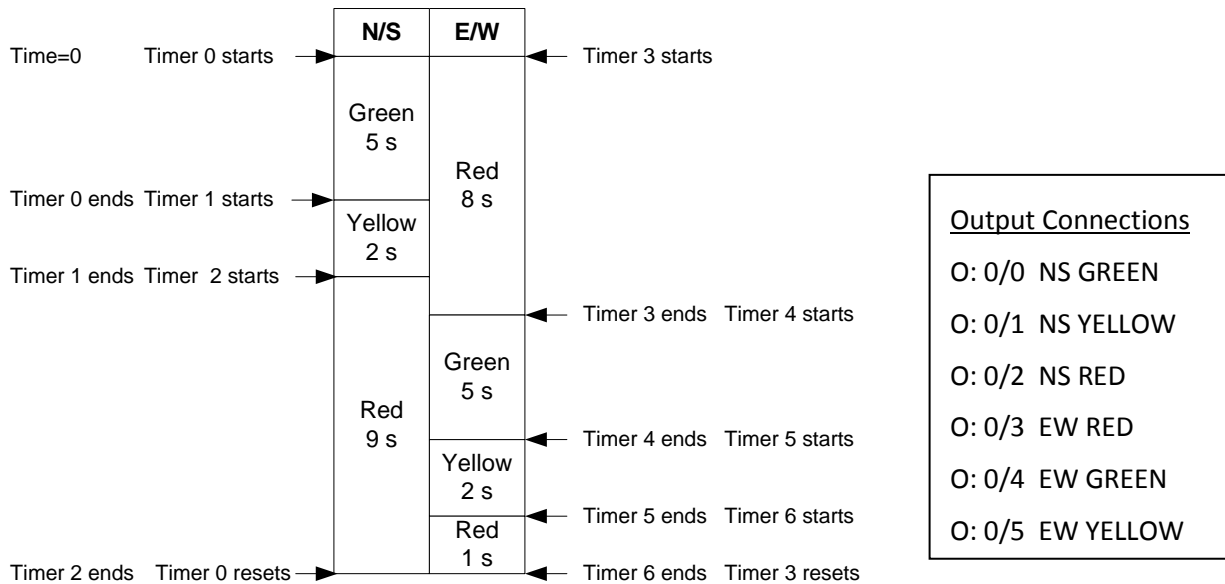 N/S E/W
Time=0 Timer 0 starts
Timer 3 starts
Green
5 s
Red
8 s
Timer 0 ends Timer 1 starts
Yellow
2 s
Timer 1 ends Timer 2 starts
Timer 3 ends Timer 4 starts
Green
5 s
Red
9 s
Timer 4 ends Timer 5 starts
Yellow
2 s
Timer 5 ends Timer 6 starts
Red
1 s
Timer 2 ends Timer 0 resets
Timer 6 ends Timer 3 resets
Output Connections
O: 0/0 NS GREEN
O: 0/1 NS YELLOW
O: 0/2 NS RED
O: 0/3 EW RED
O: 0/4 EW GREEN
O: 0/5 EW YELLOW